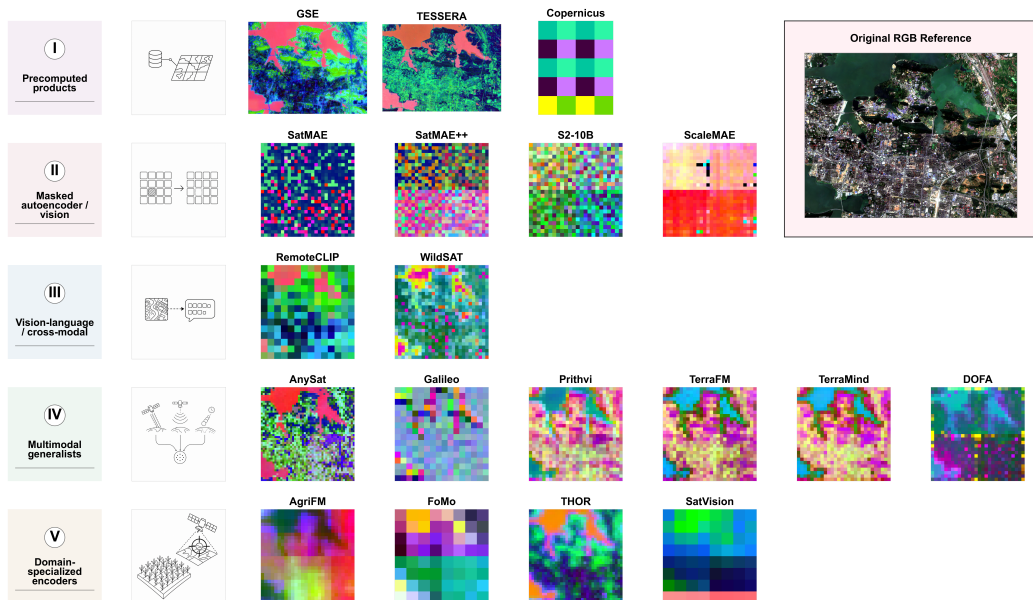 GSE
TESSERA
Copernicus
Original RGB Reference
I
Precomputed
products
SatMAE
SatMAE++
S2-10B
ScaleMAE
II
Masked
autoencoder /
vision
RemoteCLIP
WildSAT
III
Vision-language
/ cross-modal
AnySat
Galileo
Prithvi
TerraFM
TerraMind
DOFA
IV
Multimodal
generalists
AgriFM
FoMo
THOR
SatVision
V
Domain-
specialized
encoders